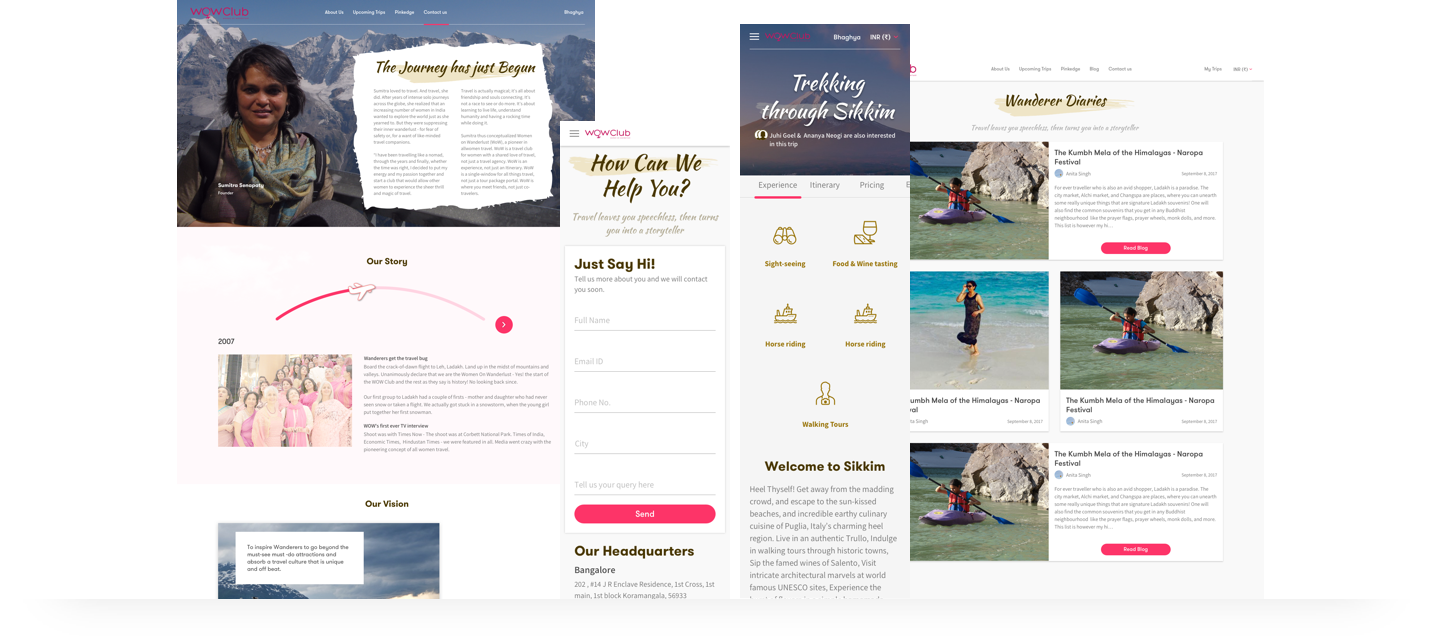 WOWClub
About Us
Upcoming Trips
Pinkedge
Contact us
Bhaghya
The Journey has just Begun
Sumitra loved to travel. And travel, she
did. After years of intense solo journeys
across the globe, she realized that an
increasing number of women in India
wanted to explore the world just as she
yearned to. But they were suppressing
their inner wanderlust - for fear of
safety or, for a want of like-minded
travel companions.
"I have been travelling like a nomad,
through the years and finally, whether
the time was right, I decided to put my
energy and my passion together and
start a club that would allow other
women to experience the sheer thrill
and magic of travel.
Travel is actually magical. It's all about
friendship and souls connecting. It's
not a race to see or do more. It's about
learning to live life, understand
humanity and having a rocking time
while doing it.
Sumitra thus conceptualized Women
on Wanderlust (WoW), a pioneer in
allwomen travel. WoW is a travel club
for women with a shared love of travel,
not just a travel agency. WoW is an
experience, not just an itinerary. WoW
is a single-window for all things travel,
not just a tour package portal. WoW is
where you meet friends, not just co-
travelers.
Sumitra Senapaty
Founder
Our Story
2007
Wanderers get the travel bug
Board the crack-of-dawn flight to Leh, Ladakh. Land up in the midst of mountains and
valleys. Unanimously declare that we are the Women On Wanderlust - Yes! the start of
the WOW Club and the rest as they say is history! No looking back since.
Our first group to Ladakh had a couple of firsts - mother and daughter who had never
seen snow or taken a flight. We actually got stuck in a snowstorm, when the young girl
put together her first snowman.
WOW's first ever TV interview
Shoot was with Times Now - The shoot was at Corbett National Park. Times of India,
Economic Times, Hindustan Times - we were featured in all. Media went crazy with the
pioneering concept of all women travel.
Our Vision
To inspire Wanderers to go beyond the
must-see must -do attractions and
absorb a travel culture that is unique
and off beat.
WOWClub
How Can We
Help You?
Travel leaves you speechless, then turns
you into a storyteller
Just Say Hi!
Tell us more about you and we will contact
you soon.
Full Name
Email ID
Phone No.
City
Tell us your query here
Send
Our Headquarters
Bangalore
202 , #14 J R Enclave Residence, 1st Cross, 1st
main, 1st block Koramangala, 56933
WOWClub
Bhaghya
INR (₹)
Trekking
through Sikkim
Juhi Goel & Ananya Neogi are also interested
in this trip
Experience
Itinerary
Pricing
E
Sight-seeing
Food & Wine tasting
Horse riding
Horse riding
Walking Tours
Welcome to Sikkim
Heel Thyself! Get away from the madding
crowd, and escape to the sun-kissed
beaches, and incredible earthy culinary
cuisine of Puglia, Italy's charming heel
region. Live in an authentic Trullo, Indulge
in walking tours through historic towns,
Sip the famed wines of Salento, Visit
intricate architectural marvels at world
famous UNESCO sites, Experience the
b
About Us
Upcoming Trips
Pinkedge
Blog
Contact us
My Trips
INR (₹)
Wanderer Diaries
Travel leaves you speechless, then turns you into a storyteller
The Kumbh Mela of the Himalayas - Naropa
Festival
Anita Singh
September 6, 2017
For ever traveller who is also an avid shopper, Ladakh is a paradise. The
city market, Alchi market, and Changspa are places, where you can unearth
some really unique things that are signature Ladakh Souvenirs! One will
also find the common souvenirs that you get in any Buddhist
neighbourhood like the prayer flags, prayer wheels, monk dolls, and more.
This list is however my hi...
Read Blog
umbh Mela of the Himalayas - Naropa
val
ta Singh
September 6, 2017
The Kumbh Mela of the Himalayas - Naropa
Festival
Anita Singh
September 6, 2017
The Kumbh Mela of the Himalayas - Naropa
Festival
Anita Singh
September 6, 2017
For ever traveller who is also an avid shopper, Ladakh is a paradise. The
city market, Alchi market, and Changspa are places, where you can unearth
some really unique things that are signature Ladakh Souvenirs! One will
also find the common souvenirs that you get in any Buddhist
neighbourhood like the prayer flags, prayer wheels, monk dolls, and more.
This list is however my hi...
Read Blog